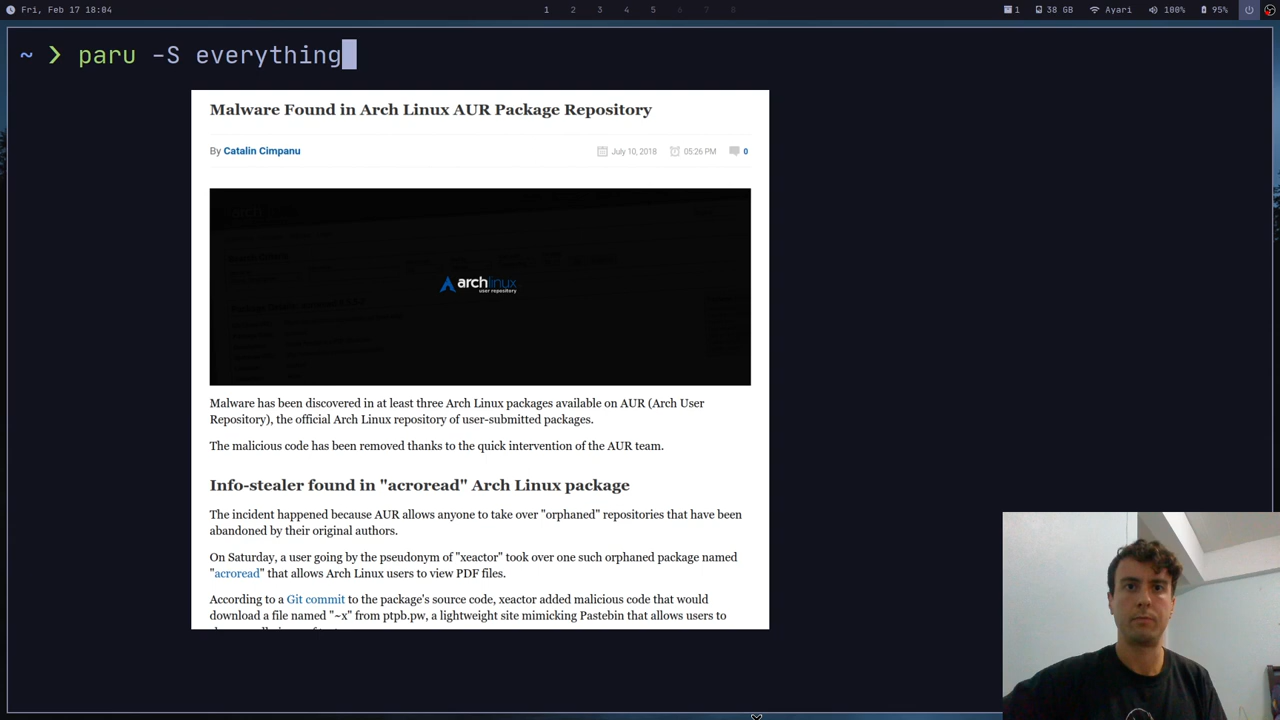 Fri, Feb 17 18:04
1 2 3 4 5 6 7 8
1 38 GB Ayari 100% 95%
~ ❯ paru -S everything
Malware Found in Arch Linux AUR Package Repository
By Catalin Cimpanu
July 10, 2018 05:26 PM 0
archlinux
user repository
Malware has been discovered in at least three Arch Linux packages available on AUR (Arch User
Repository), the official Arch Linux repository of user-submitted packages.
The malicious code has been removed thanks to the quick intervention of the AUR team.
Info-stealer found in "acroread" Arch Linux package
The incident happened because AUR allows anyone to take over "orphaned" repositories that have been
abandoned by their original authors.
On Saturday, a user going by the pseudonym of "xeactor" took over one such orphaned package named
"acroread" that allows Arch Linux users to view PDF files.
According to a Git commit to the package's source code, xeactor added malicious code that would
download a file named "~x" from ptpb.pw, a lightweight site mimicking Pastebin that allows users to